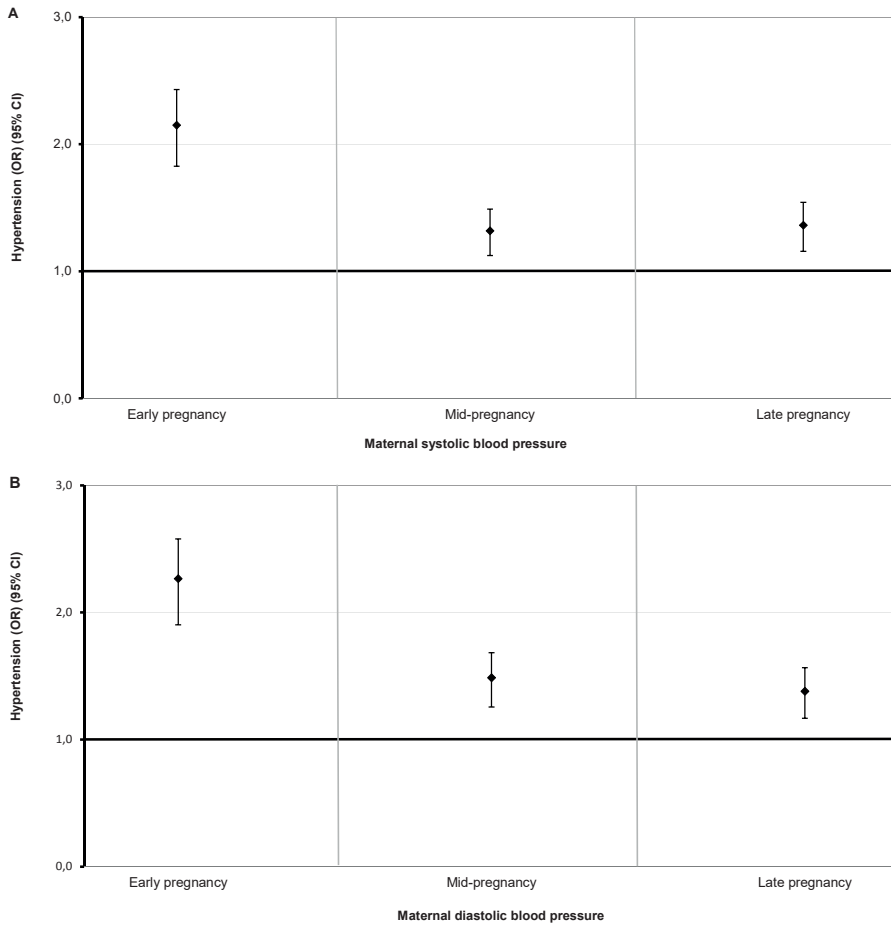 A
3,0
2,0
1,0
0,0
Hypertension (OR) (95% CI)
Early pregnancy
Mid-pregnancy
Late pregnancy
Maternal systolic blood pressure
B
3,0
2,0
1,0
0,0
Hypertension (OR) (95% CI)
Early pregnancy
Mid-pregnancy
Late pregnancy
Maternal diastolic blood pressure